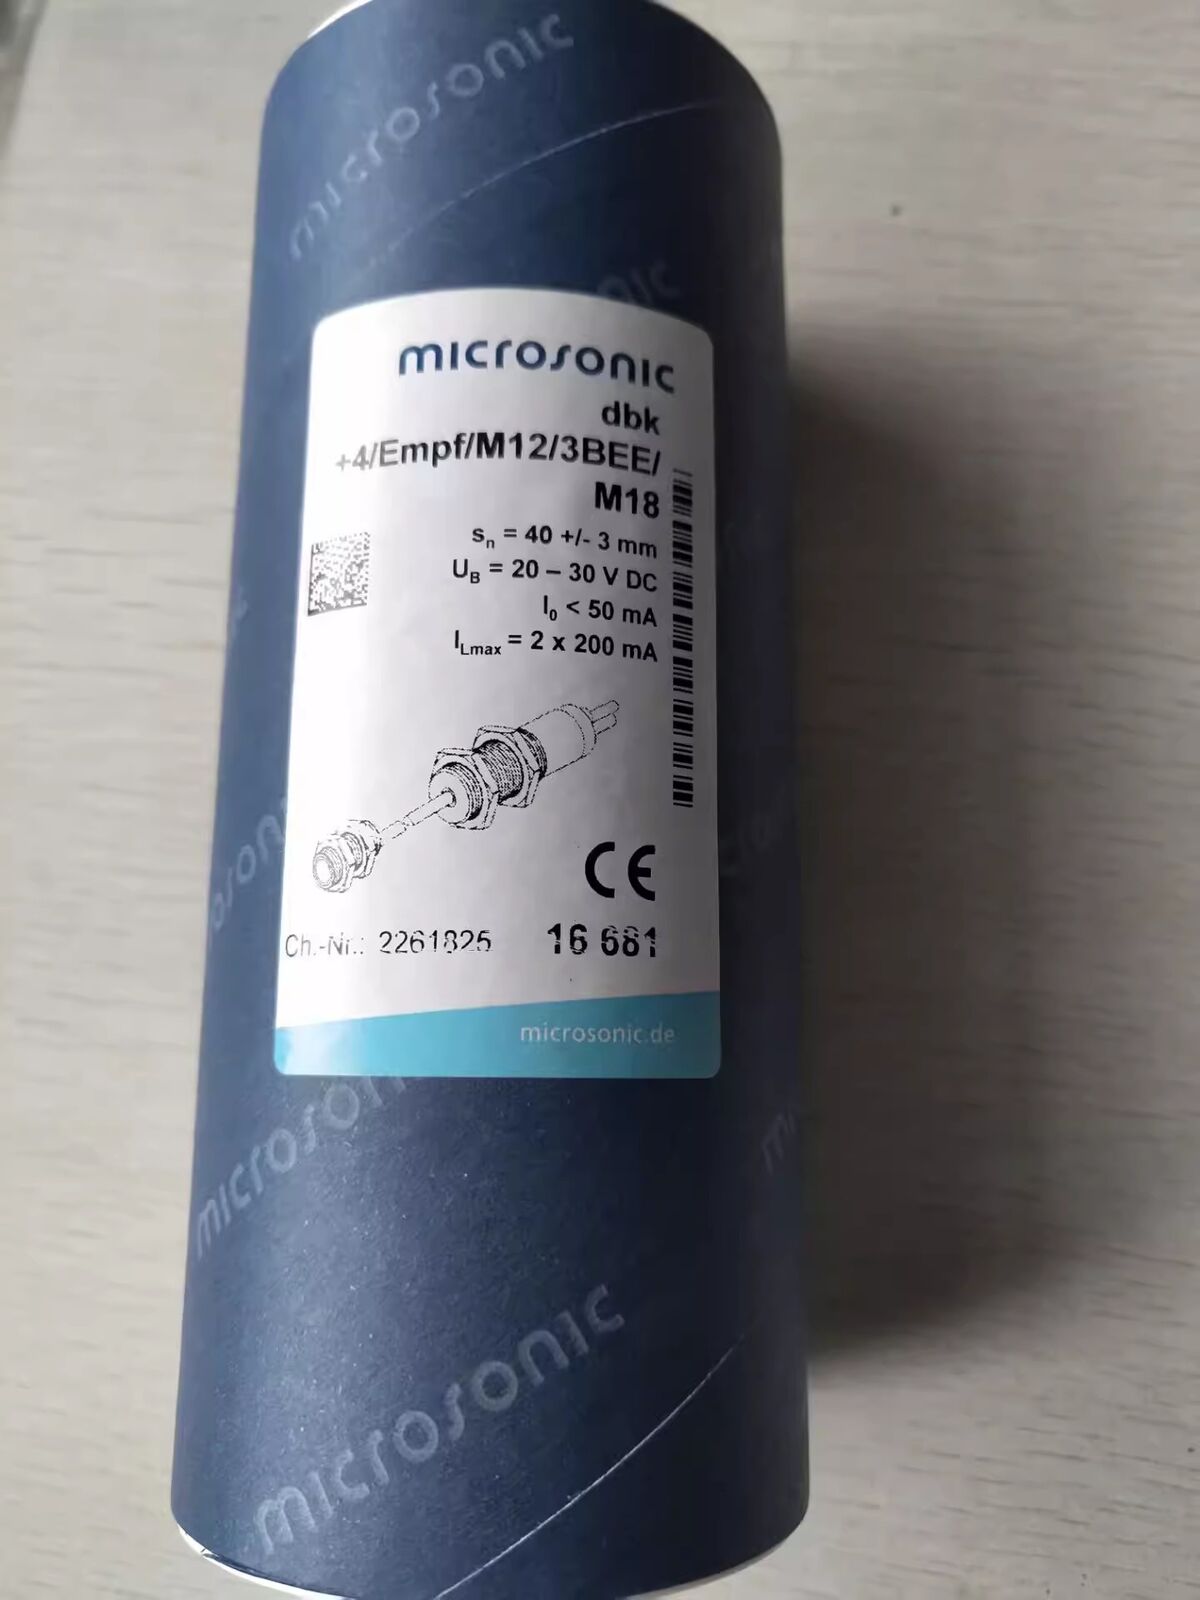 microsonic
microsonic
dbk
+4/Empf/M12/3BEE/
M18
sn = 40 +/- 3 mm
UB = 20 – 30 V DC
I0 < 50 mA
ILmax = 2 x 200 mA
CE
Ch.-Nr.: 2261825 16 681
microsonic.de
microsonic
microsonic